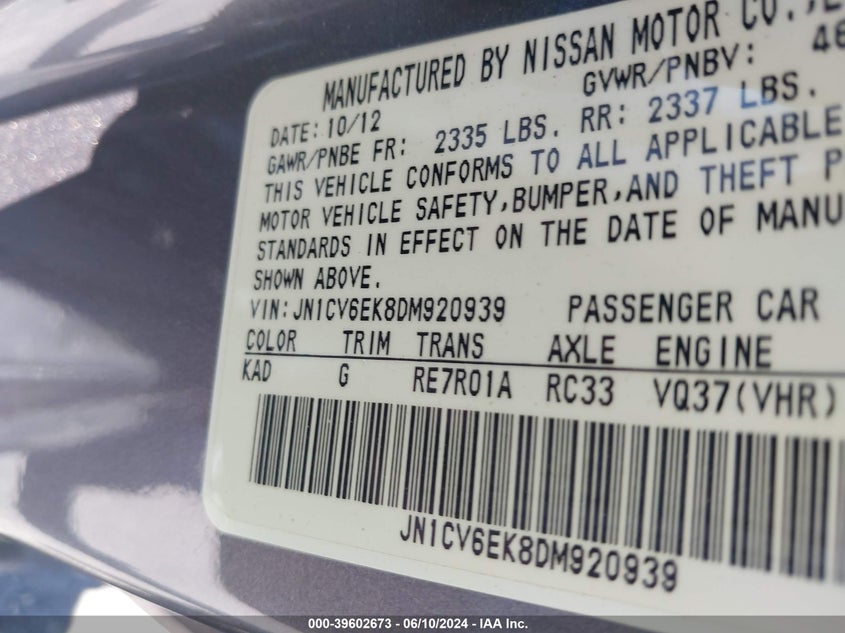 MANUFACTURED BY NISSAN MOTOR CO.,
GVWR/PNBV: 46
DATE: 10/12
GAWR/PNBE FR: 2335 LBS. RR: 2337 LBS.
THIS VEHICLE CONFORMS TO ALL APPLICABLE
MOTOR VEHICLE SAFETY,BUMPER,AND THEFT P
STANDARDS IN EFFECT ON THE DATE OF MANU
SHOWN ABOVE.
VIN:JN1CV6EK8DM920939 PASSENGER CAR
COLOR TRIM TRANS AXLE ENGINE
KAD G RE7R01A RC33 VQ37(VHR)
JN1CV6EK8DM920939
000-39602673 - 06/10/2024 - IAA Inc.